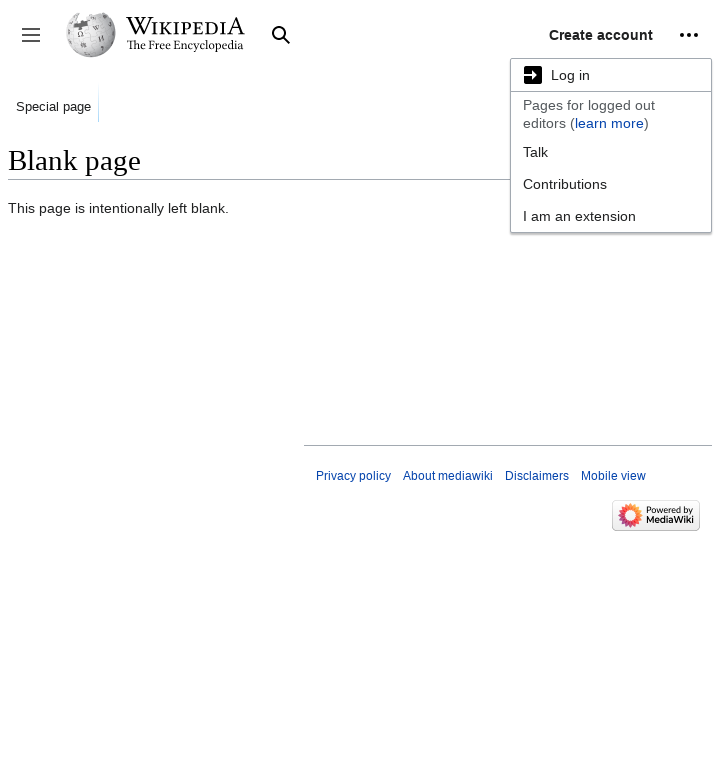 WIKIPEDIA
The Free Encyclopedia
Create account
Log in
Pages for logged out
editors (learn more)
Talk
Contributions
I am an extension
Special page
Blank page
This page is intentionally left blank.
Privacy policy About mediawiki Disclaimers Mobile view
Powered by
MediaWiki